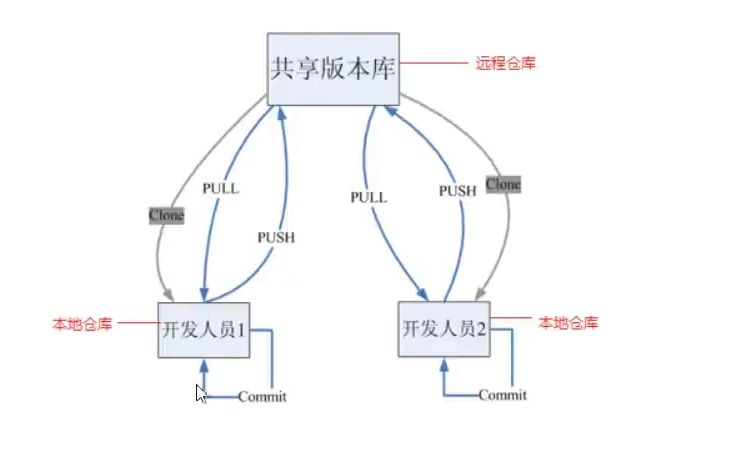 共享版本库
远程仓库
PULL
PUSH
Clone
PULL
PUSH
Clone
本地仓库
开发人员1
开发人员2
本地仓库
Commit
Commit